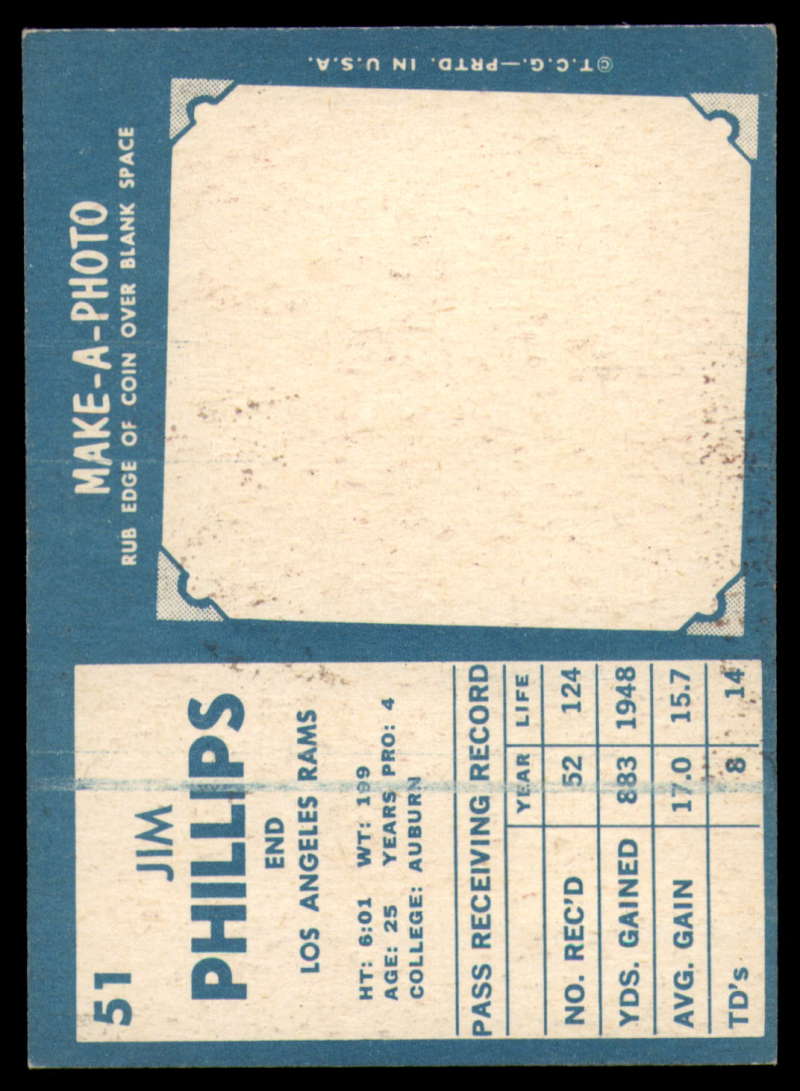 51
JIM
PHILLIPS
END
LOS ANGELES RAMS
HT: 6:01 WT: 199
AGE: 25 YEARS PRO: 4
COLLEGE: AUBURN
PASS RECEIVING RECORD
YEAR LIFE
NO. REC'D 52 124
YDS. GAINED 883 1948
AVG. GAIN 17.0 15.7
TD's 8 14
MAKE-A-PHOTO
RUB EDGE OF COIN OVER BLANK SPACE
©T.C.G.—PRTD. IN U.S.A.